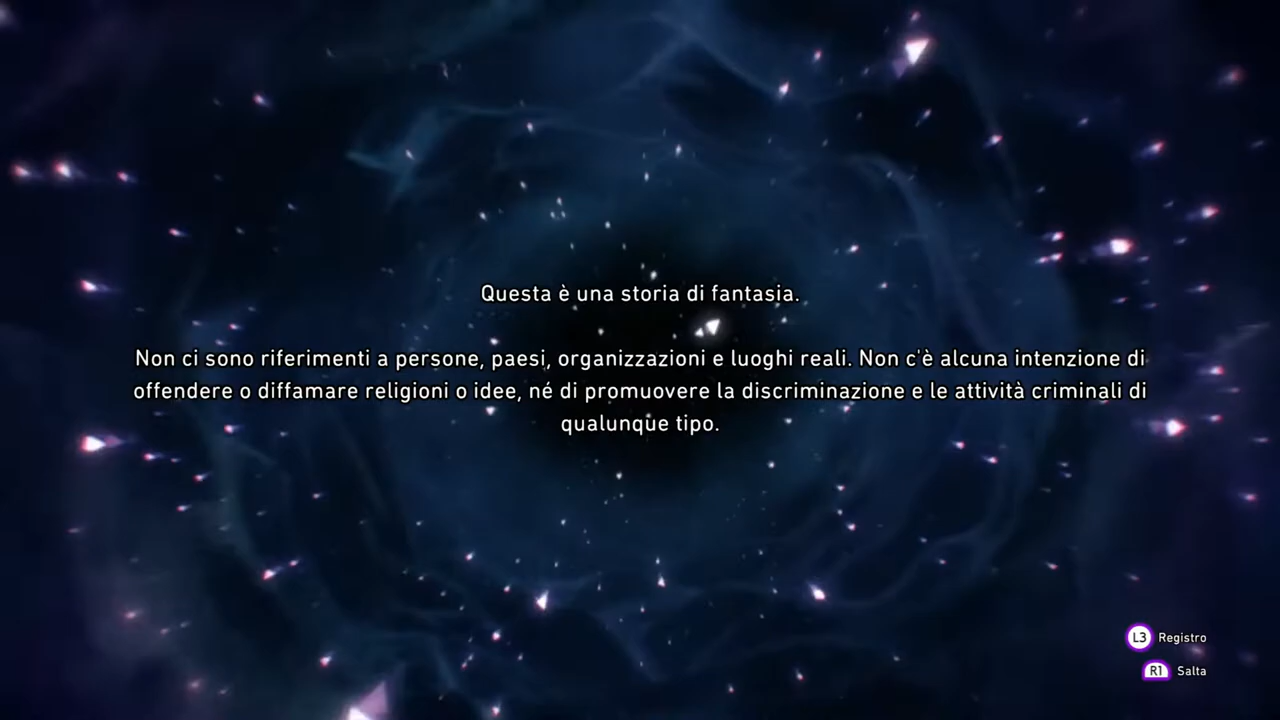 Questa è una storia di fantasia.
Non ci sono riferimenti a persone, paesi, organizzazioni e luoghi reali. Non c'è alcuna intenzione di
offendere o diffamare religioni o idee, né di promuovere la discriminazione e le attività criminali di
qualunque tipo.
L3 Registro
R1 Salta